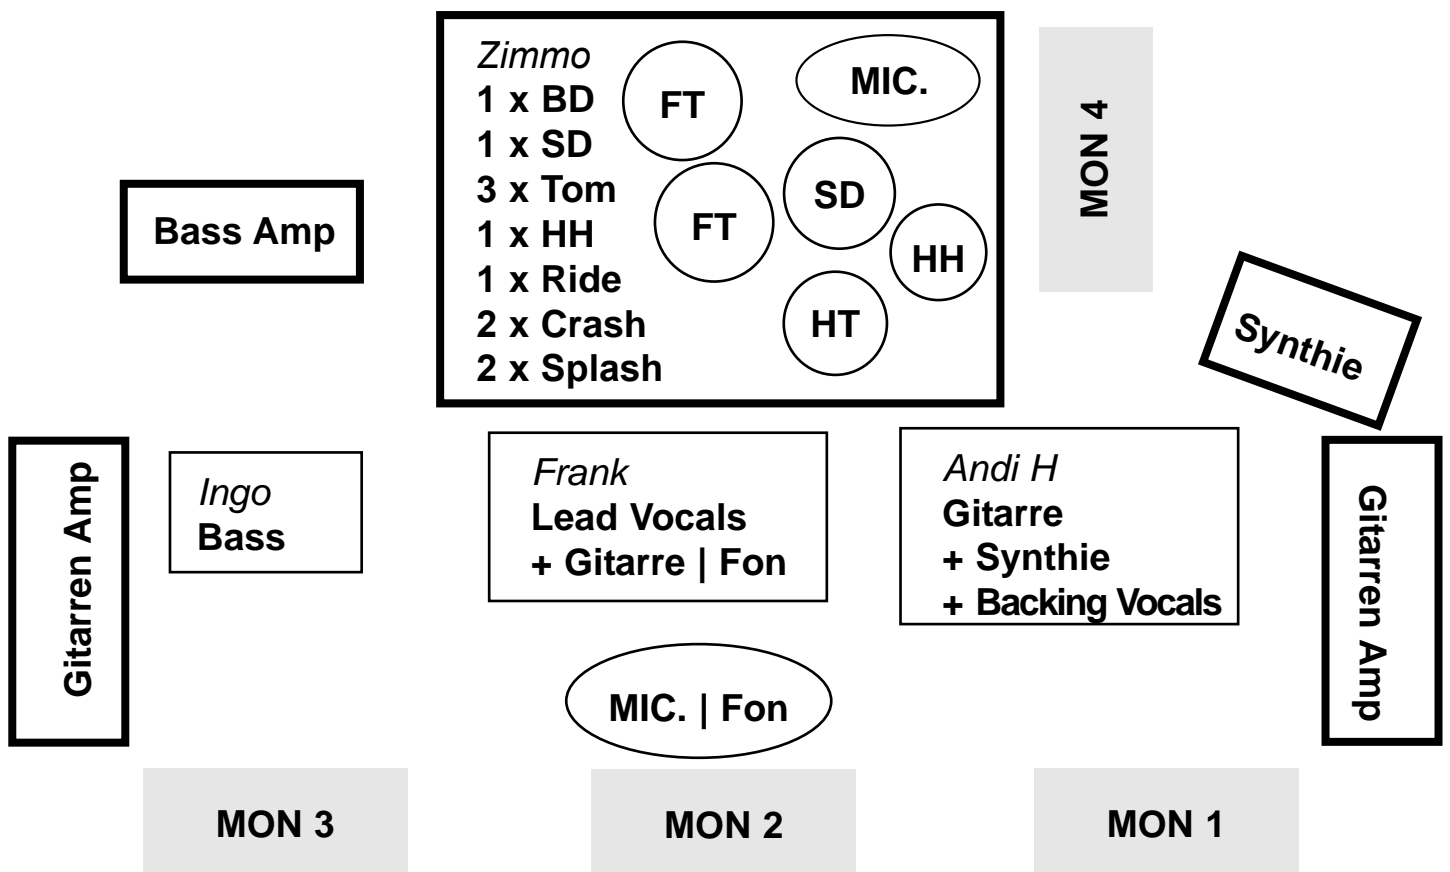 Zimmo
1 x BD
1 x SD
3 x Tom
1 x HH
1 x Ride
2 x Crash
2 x Splash
FT
MIC.
FT
SD
HH
HT
MON 4
Bass Amp
Synthie
Gitarren Amp
Ingo
Bass
Frank
Lead Vocals
+ Gitarre | Fon
Andi H
Gitarre
+ Synthie
+ Backing Vocals
Gitarren Amp
MIC. | Fon
MON 3
MON 2
MON 1